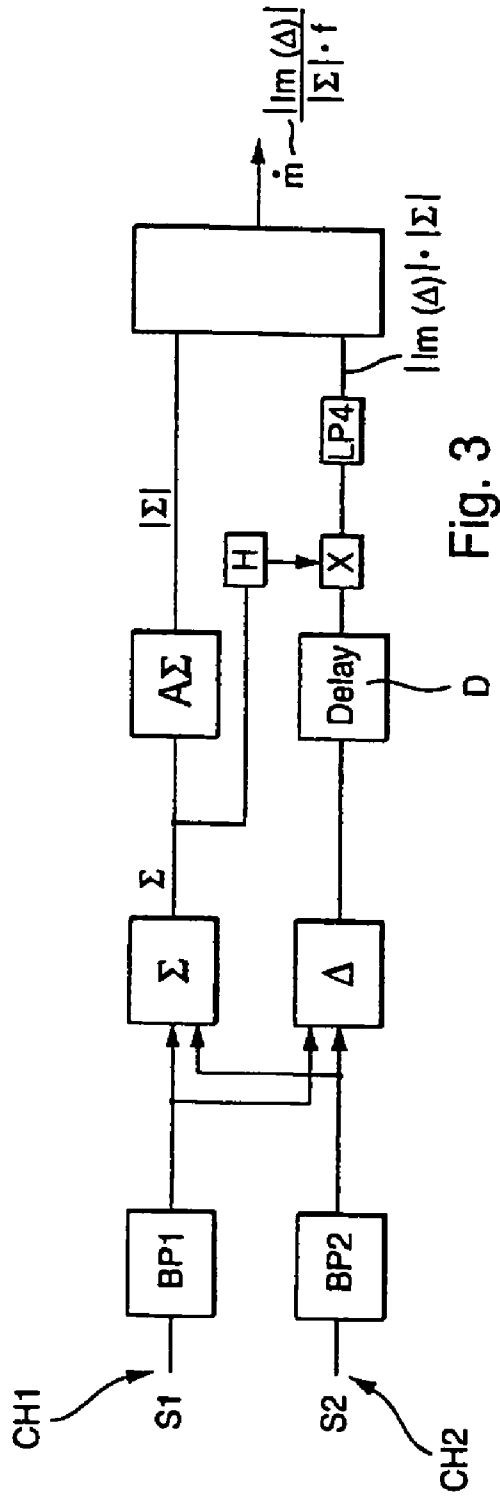 CH1
S1
BP1
Σ
Σ
AΣ
|Σ|
H
CH2
S2
BP2
Δ
Delay
D
X
LP4
|Im (Δ)| • |Σ|
ṁ ~ |Im (Δ)| / |Σ| • f
Fig. 3